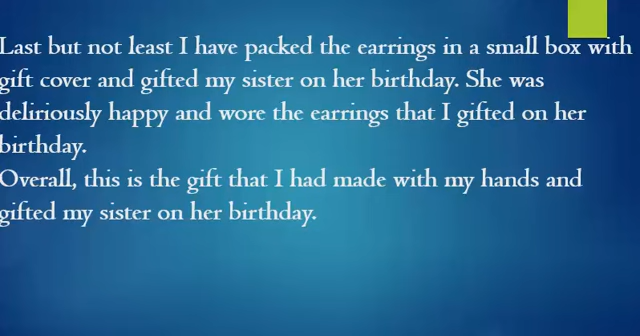 Last but not least I have packed the earrings in a small box with
gift cover and gifted my sister on her birthday. She was
deliriously happy and wore the earrings that I gifted on her
birthday.
Overall, this is the gift that I had made with my hands and
gifted my sister on her birthday.